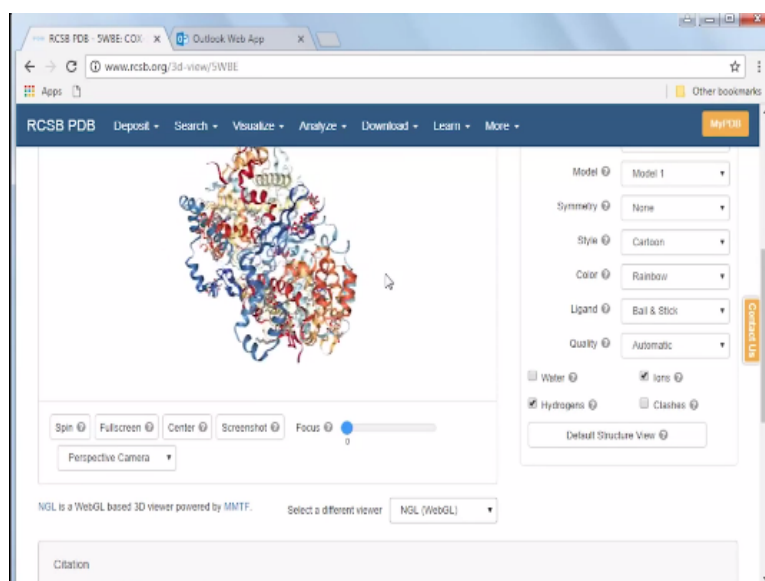 RCSB PDB - 5WBE: COX
Outlook Web App
www.rcsb.org/3d-view/5WBE
Apps
Other bookmarks
RCSB PDB Deposit Search Visualize Analyze Download Learn More MyPDB
Model Model 1
Symmetry None
Style Cartoon
Color Rainbow
Ligand Ball & Stick
Quality Automatic
Water Ions
Hydrogens Clashes
Default Structure View
Contact Us
Spin Fullscreen Center Screenshot Focus
0
Perspective Camera
NGL is a WebGL based 3D viewer powered by MMTF. Select a different viewer NGL (WebGL)
Citation